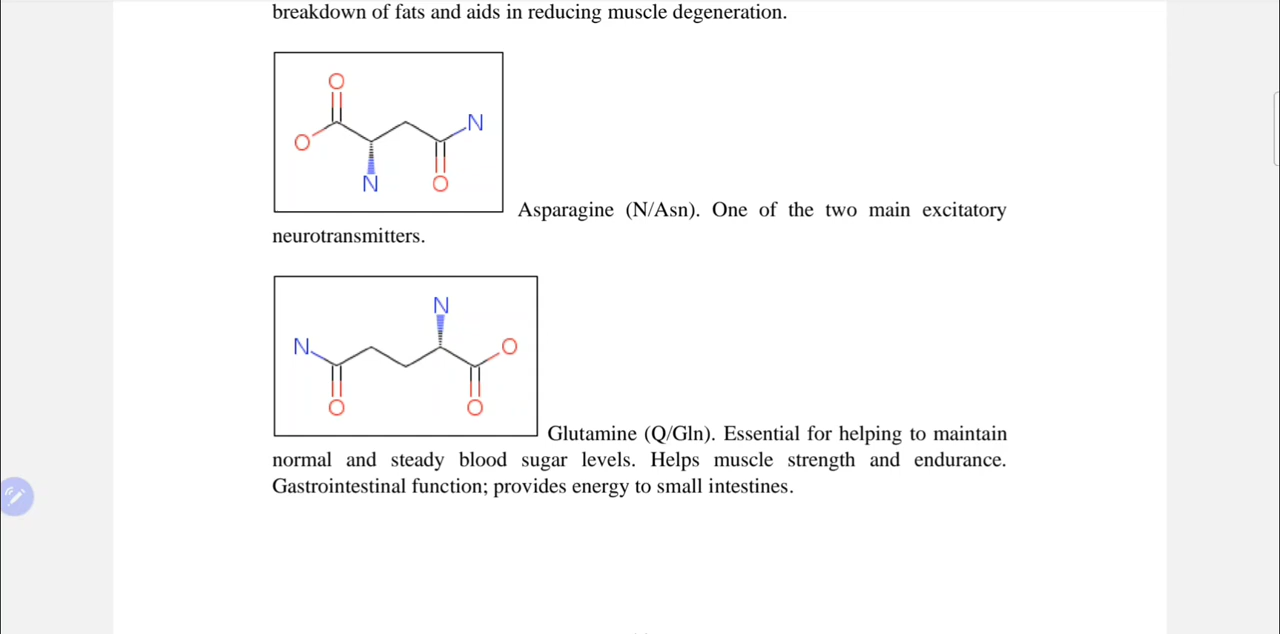 breakdown of fats and aids in reducing muscle degeneration.
O
O
N
N
O
Asparagine (N/Asn). One of the two main excitatory
neurotransmitters.
N
N
O
O
O
Glutamine (Q/Gln). Essential for helping to maintain
normal and steady blood sugar levels. Helps muscle strength and endurance.
Gastrointestinal function; provides energy to small intestines.